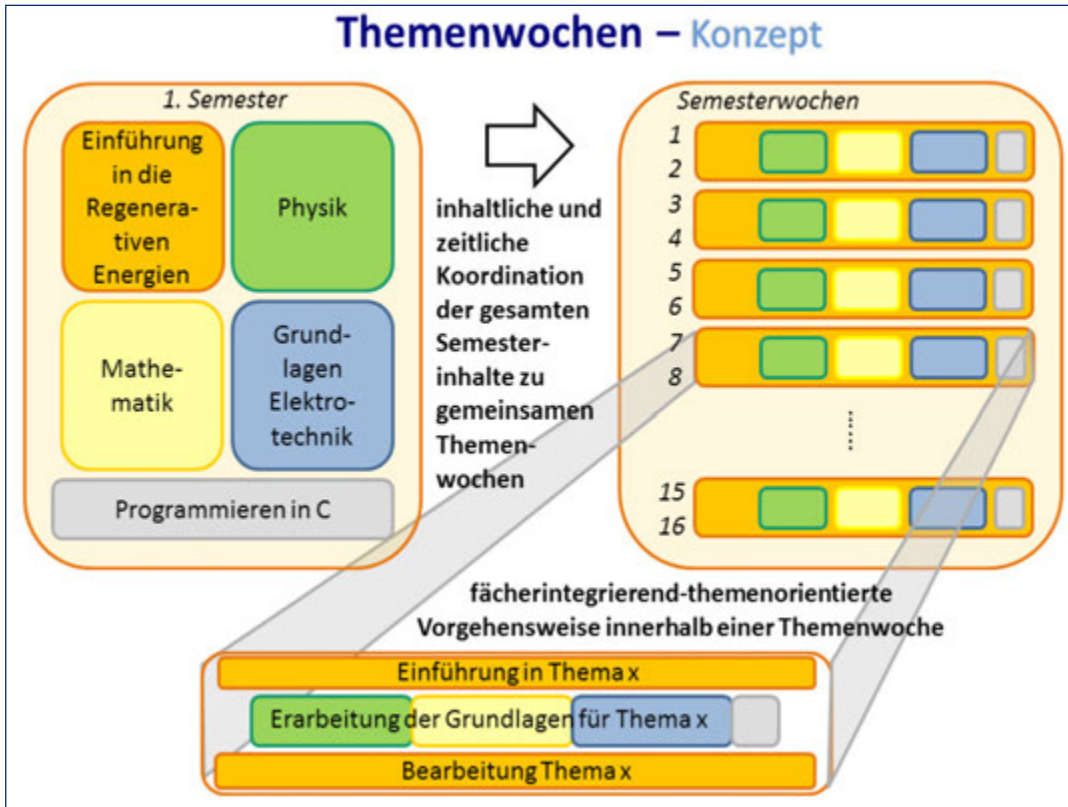 Themenwochen – Konzept
1. Semester
Einführung
in die
Regenera-
tiven
Energien
Physik
Mathe-
matik
Grund-
lagen
Elektro-
technik
Programmieren in C
inhaltliche und
zeitliche
Koordination
der gesamten
Semester-
inhalte zu
gemeinsamen
Themen-
wochen
Semesterwochen
1
2
3
4
5
6
7
8
15
16
fächerintegrierend-themenorientierte
Vorgehensweise innerhalb einer Themenwoche
Einführung in Thema x
Erarbeitung der Grundlagen für Thema x
Bearbeitung Thema x